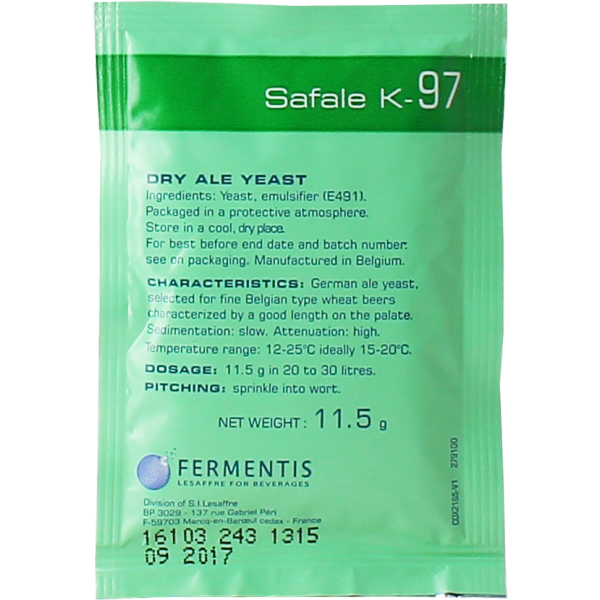 Safale K-97
DRY ALE YEAST
Ingredients: Yeast, emulsifier (E491).
Packaged in a protective atmosphere.
Store in a cool, dry place.
For best before end date and batch number:
see on packaging. Manufactured in Belgium.
CHARACTERISTICS: German ale yeast,
selected for fine Belgian type wheat beers
characterized by a good length on the palate.
Sedimentation: slow. Attenuation: high.
Temperature range: 12-25°C ideally 15-20°C.
DOSAGE: 11.5 g in 20 to 30 litres.
PITCHING: sprinkle into wort.
NET WEIGHT: 11.5 g
FERMENTIS
LESAFFRE FOR BEVERAGES
Division of S.I.Lesaffre
BP 3029 - 137 rue Gabriel Péri
F-59703 Marcq-en-Barœul cedex - France
16103 243 1315
09 2017
COX2165-V1 279100